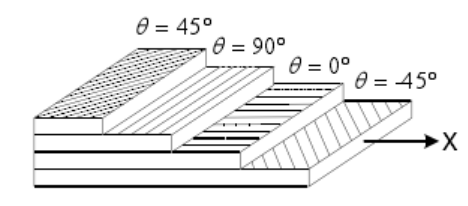 θ = 45°
θ = 90°
θ = 0°
θ = -45°
X